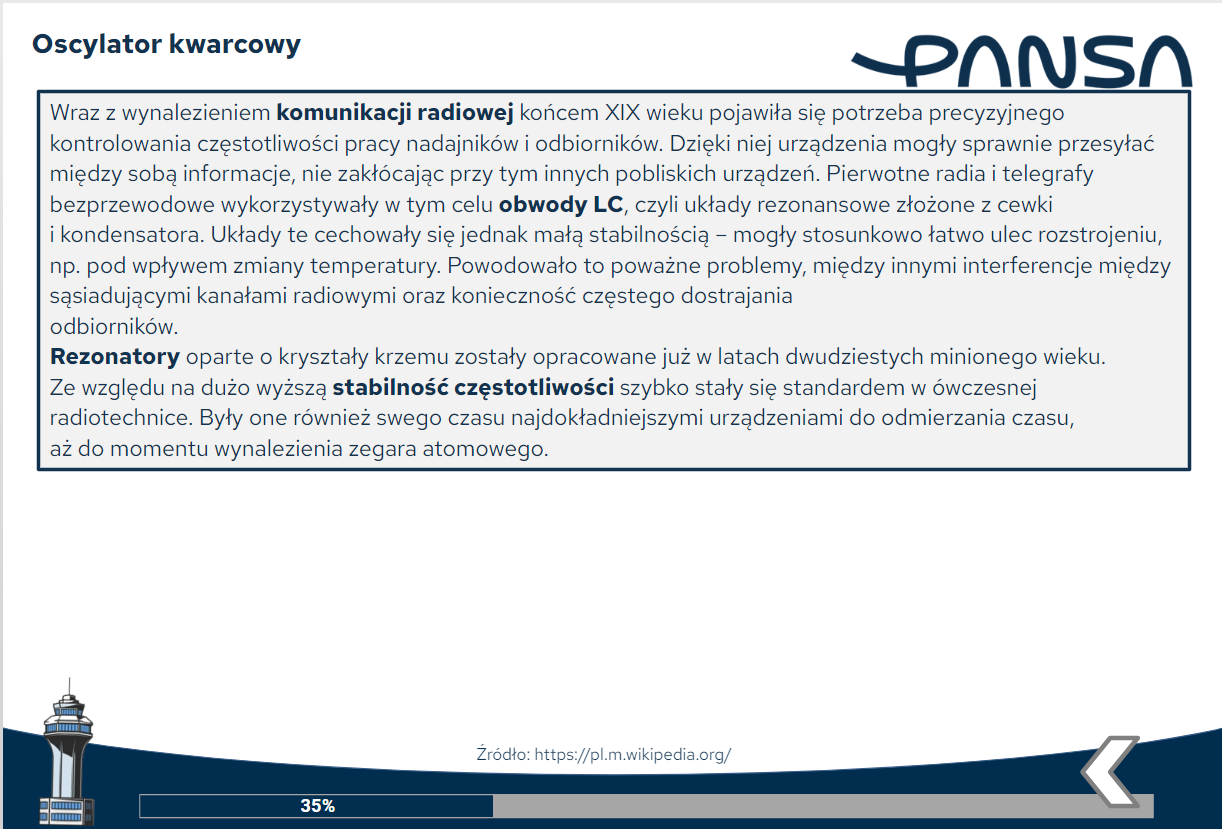 Oscylator kwarcowy
PANSA
Wraz z wynalezieniem komunikacji radiowej końcem XIX wieku pojawiła się potrzeba precyzyjnego
kontrolowania częstotliwości pracy nadajników i odbiorników. Dzięki niej urządzenia mogły sprawnie przesyłać
między sobą informacje, nie zakłócając przy tym innych pobliskich urządzeń. Pierwotne radia i telegrafy
bezprzewodowe wykorzystywały w tym celu obwody LC, czyli układy rezonansowe złożone z cewki
i kondensatora. Układy te cechowały się jednak małą stabilnością – mogły stosunkowo łatwo ulec rozstrojeniu,
np. pod wpływem zmiany temperatury. Powodowało to poważne problemy, między innymi interferencje między
sąsiadującymi kanałami radiowymi oraz konieczność częstego dostrajania
odbiorników.
Rezonatory oparte o kryształy krzemu zostały opracowane już w latach dwudziestych minionego wieku.
Ze względu na dużo wyższą stabilność częstotliwości szybko stały się standardem w ówczesnej
radiotechnice. Były one również swego czasu najdokładniejszymi urządzeniami do odmierzania czasu,
aż do momentu wynalezienia zegara atomowego.
Źródło: https://pl.m.wikipedia.org/
35%